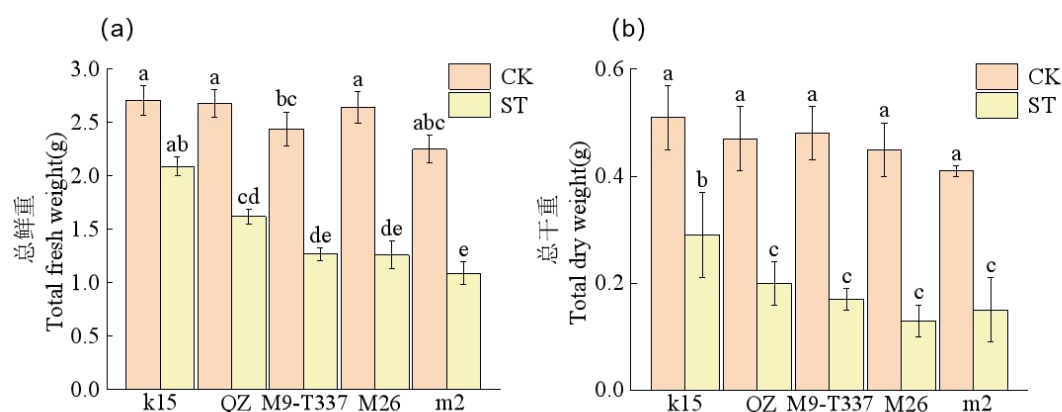 (a)
3.0
2.5
2.0
1.5
1.0
0.5
0.0
总鲜重
Total fresh weight(g)
a
ab
a
cd
bc
de
a
de
abc
e
CK
ST
k15
QZ
M9-T337
M26
m2
(b)
0.6
0.4
0.2
0.0
总干重
Total dry weight(g)
a
b
a
c
a
c
a
c
a
c
CK
ST
k15
QZ
M9-T337
M26
m2